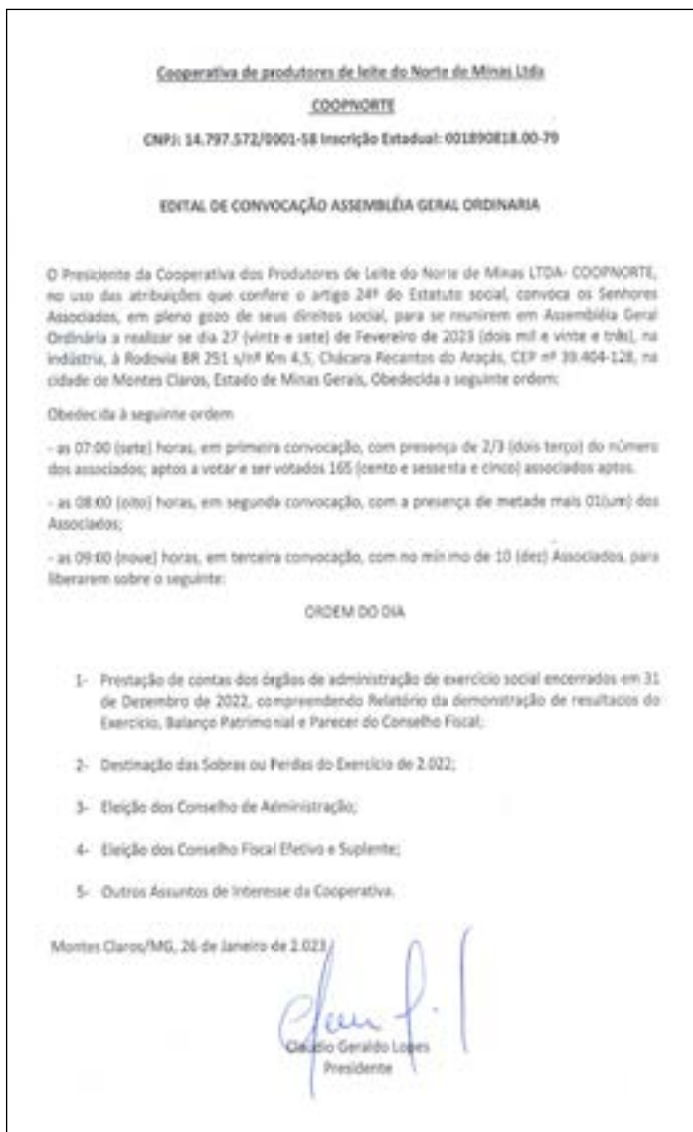 Cooperativa de produtores de leite do Norte de Minas Ltda
COOPNORTE
CNPJ: 14.797.572/0001-58 Inscrição Estadual: 001890818.00-79
EDITAL DE CONVOCAÇÃO ASSEMBLÉIA GERAL ORDINARIA
O Presidente da Cooperativa dos Produtores de Leite do Norte de Minas LTDA- COOPNORTE,
no uso das atribuições que confere o artigo 24º do Estatuto social, convoca os Senhores
Associados, em pleno gozo de seus direitos social, para se reunirem em Assembléia Geral
Ordinária a realizar se dia 27 (vinte e sete) de Fevereiro de 2023 (dois mil e vinte e três), na
indústria, à Rodovia BR 251 s/nº Km 4,5, Chácara Recantos do Araçás, CEP nº 39.404-128, na
cidade de Montes Claros, Estado de Minas Gerais, Obedecida a seguinte ordem:
Obedecida à seguinte ordem
- as 07:00 (sete) horas, em primeira convocação, com presença de 2/3 (dois terço) do número
dos associados; aptos a votar e ser votados 165 (cento e sessenta e cinco) associados aptos.
- as 08:00 (oito) horas, em segunda convocação, com a presença de metade mais 01(um) dos
Associados;
- as 09:00 (nove) horas, em terceira convocação, com no mínimo de 10 (dez) Associados, para
liberarem sobre o seguinte:
ORDEM DO DIA
1- Prestação de contas dos órgãos de administração de exercício social encerrados em 31
de Dezembro de 2022, compreendendo Relatório da demonstração de resultados do
Exercício, Balanço Patrimonial e Parecer do Conselho Fiscal;
2- Destinação das Sobras ou Perdas do Exercício de 2.022;
3- Eleição dos Conselho de Administração;
4- Eleição dos Conselho Fiscal Efetivo e Suplente;
5- Outros Assuntos de Interesse da Cooperativa.
Montes Claros/MG, 26 de Janeiro de 2.023
Claudio Geraldo Lopes
Presidente